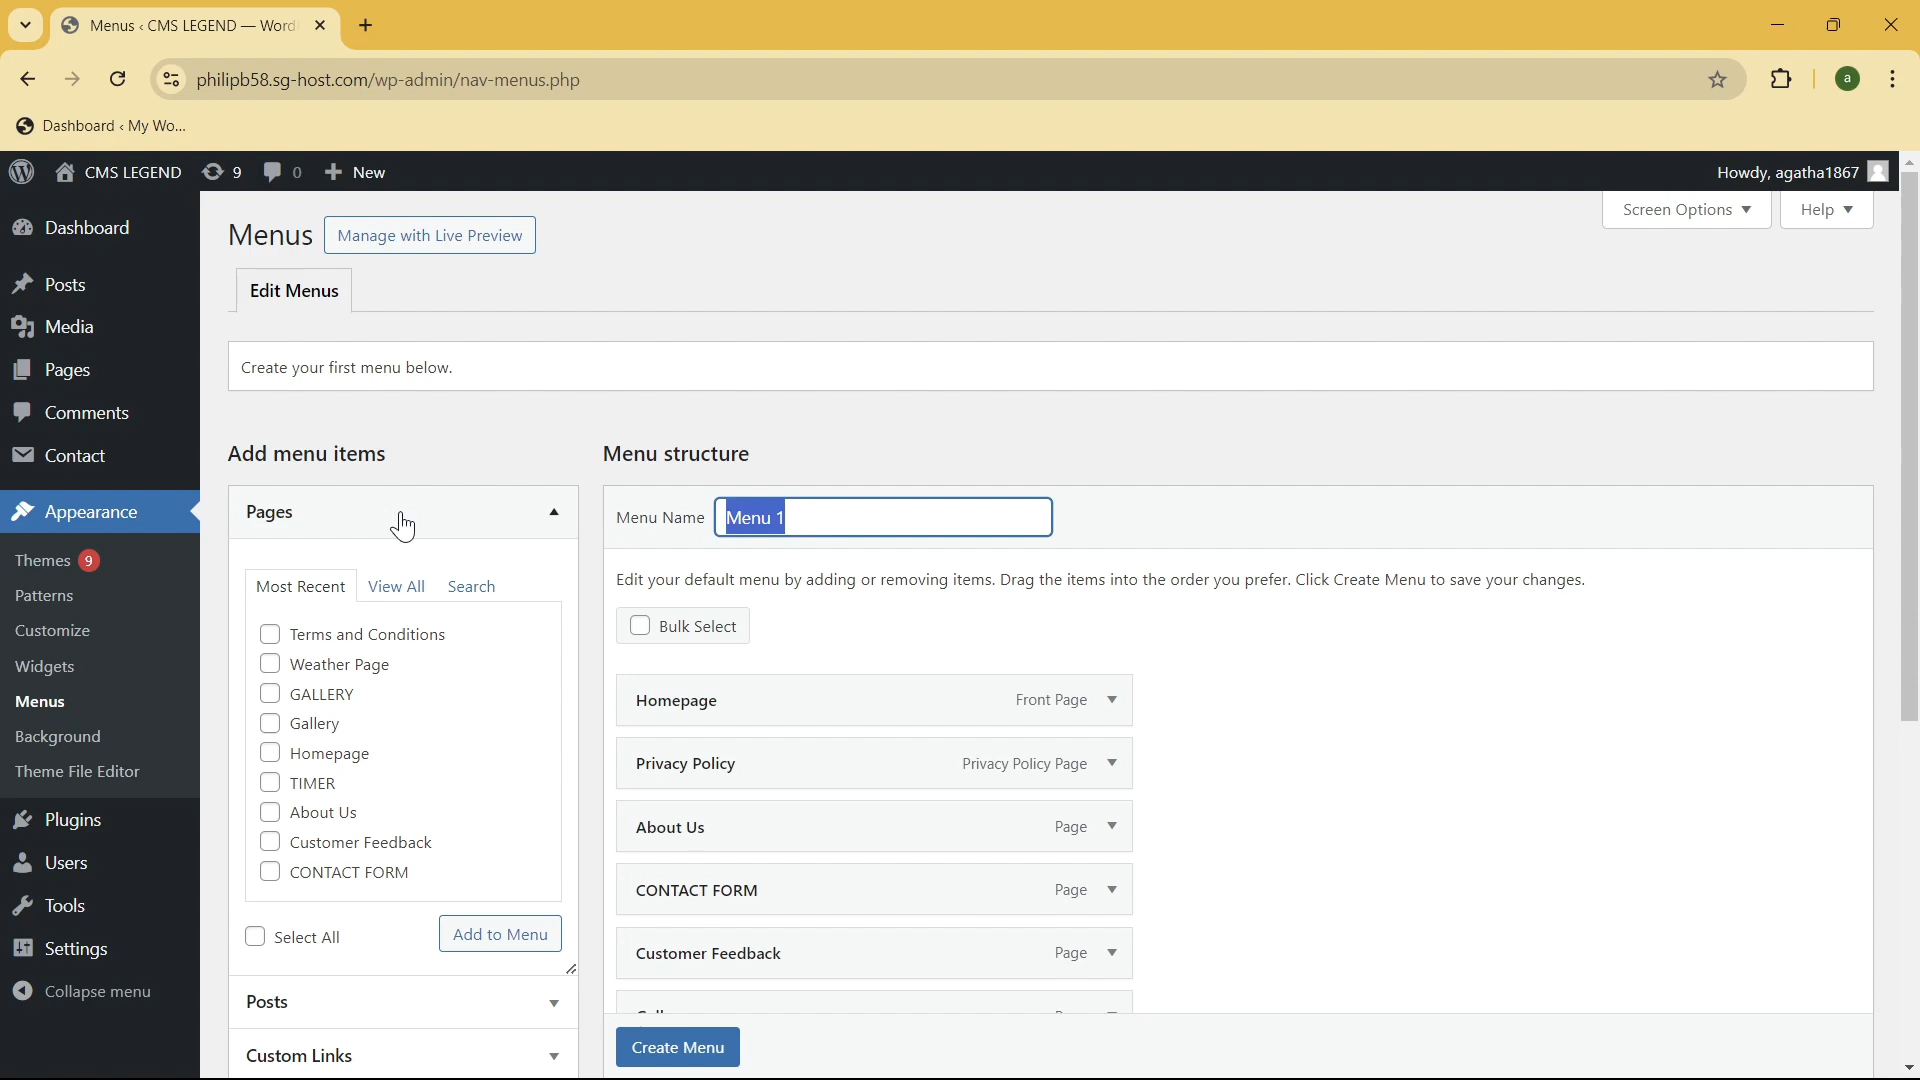 Menus ‹ CMS LEGEND — Word
philipb58.sg-host.com/wp-admin/nav-menus.php
a
Dashboard ‹ My Wo...
CMS LEGEND
9
0
New
Howdy, agatha1867
Dashboard
Posts
Media
Pages
Comments
Contact
Appearance
Themes 9
Patterns
Customize
Widgets
Menus
Background
Theme File Editor
Plugins
Users
Tools
Settings
Collapse menu
Screen Options
Help
Menus
Manage with Live Preview
Edit Menus
Create your first menu below.
Add menu items
Pages
Most Recent
View All
Search
Terms and Conditions
Weather Page
GALLERY
Gallery
Homepage
TIMER
About Us
Customer Feedback
CONTACT FORM
Select All
Add to Menu
Posts
Custom Links
Menu structure
Menu Name
Menu 1
Edit your default menu by adding or removing items. Drag the items into the order you prefer. Click Create Menu to save your changes.
Bulk Select
Homepage Front Page
Privacy Policy Privacy Policy Page
About Us Page
CONTACT FORM Page
Customer Feedback Page
Create Menu